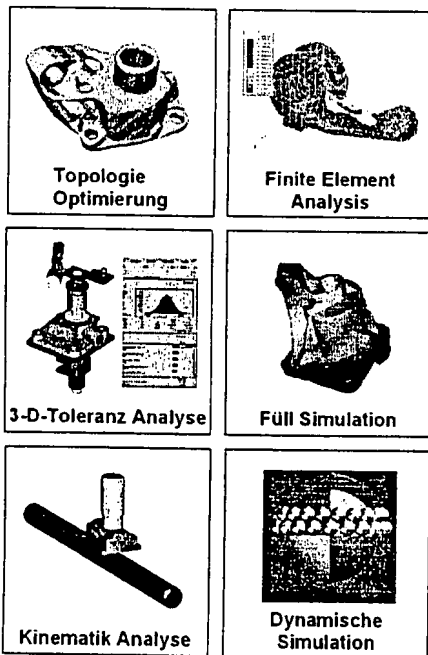 Topologie
Optimierung
Finite Element
Analysis
3-D-Toleranz Analyse
Füll Simulation
Kinematik Analyse
Dynamische
Simulation